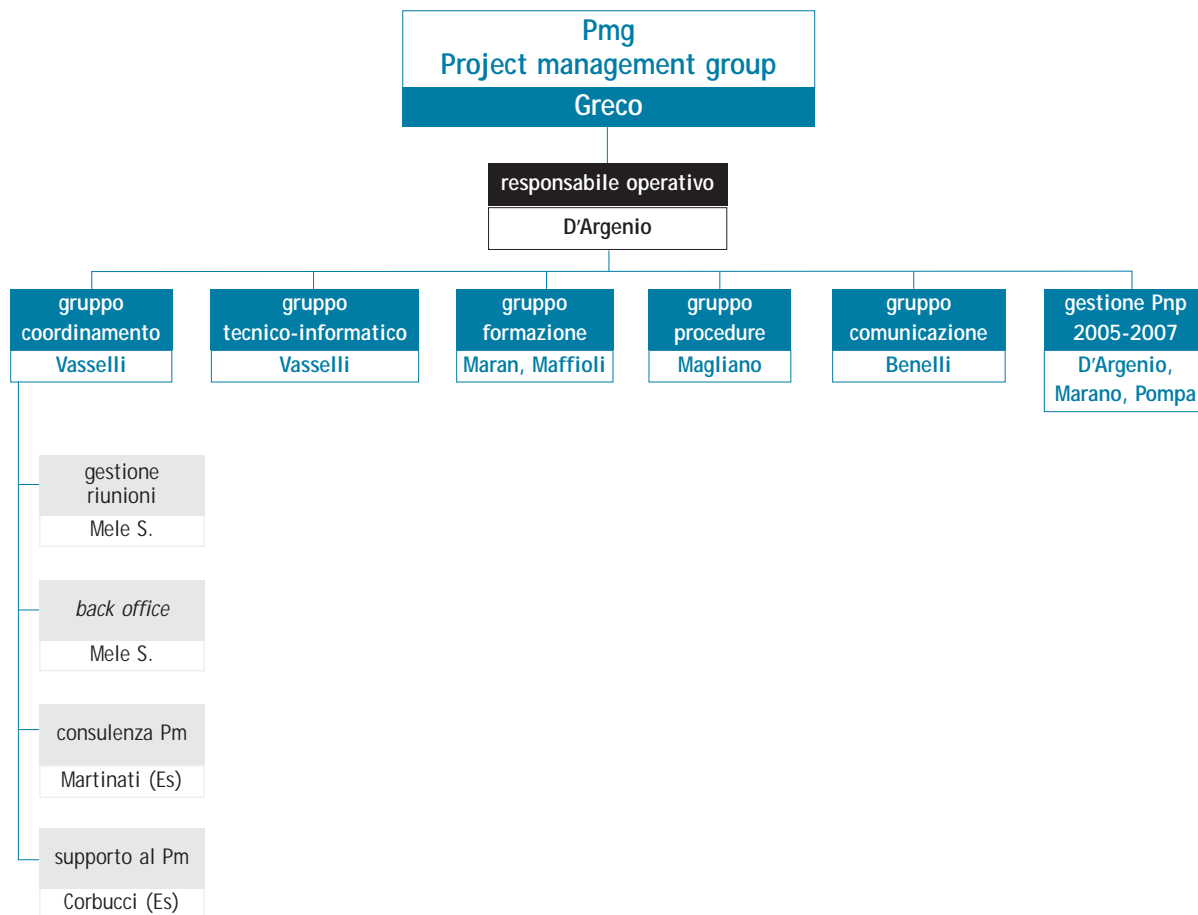 Pmg
Project management group
Greco
responsabile operativo
D'Argenio
gruppo
coordinamento
Vasselli
gruppo
tecnico-informatico
Vasselli
gruppo
formazione
Maran, Maffioli
gruppo
procedure
Magliano
gruppo
comunicazione
Benelli
gestione Pnp
2005-2007
D'Argenio,
Marano, Pompa
gestione
riunioni
Mele S.
back office
Mele S.
consulenza Pm
Martinati (Es)
supporto al Pm
Corbucci (Es)